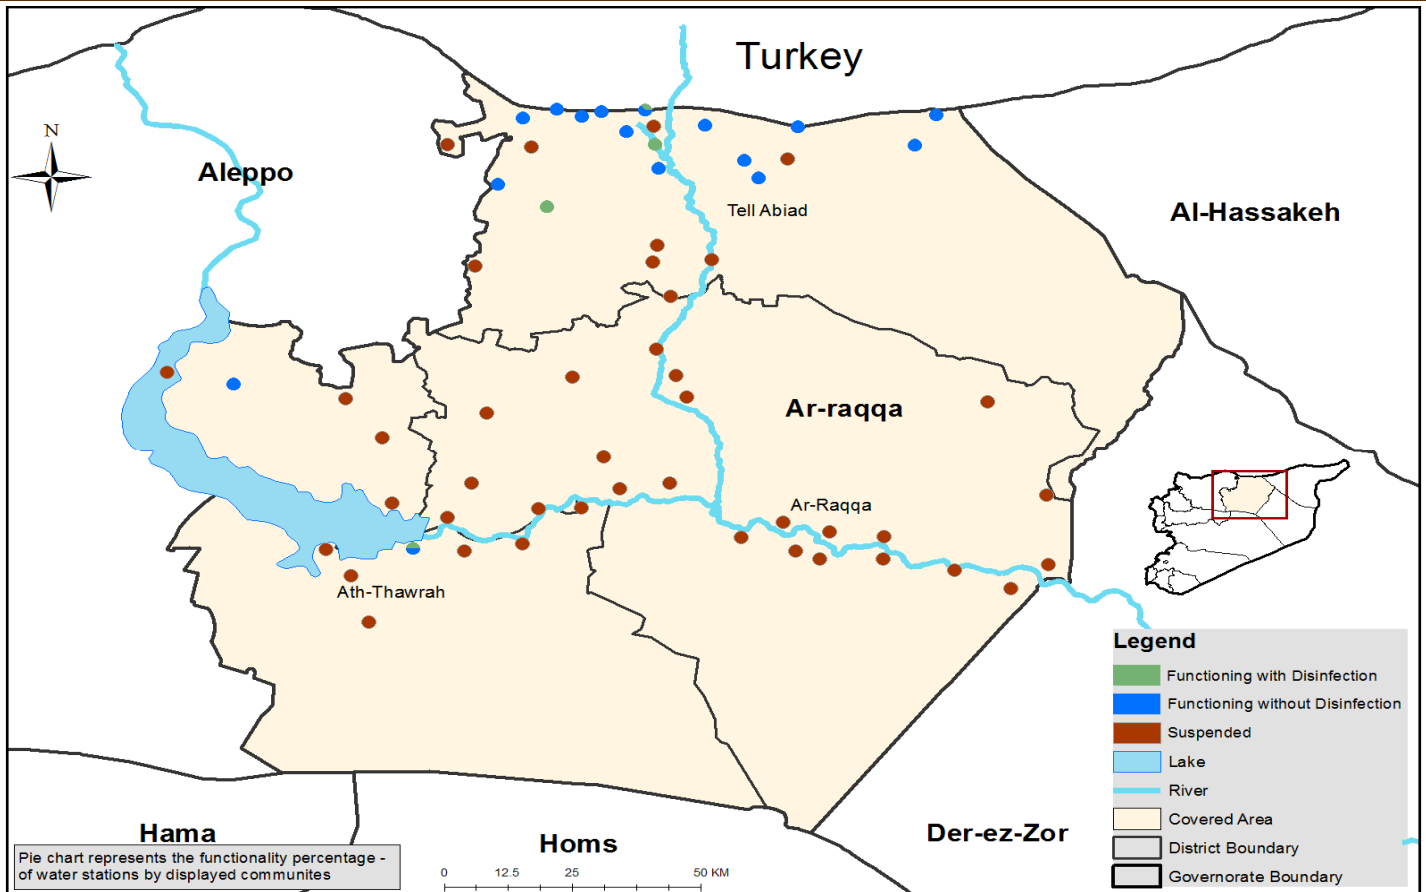 Turkey
N
Aleppo
Al-Hassakeh
Tell Abiad
Ar-raqqa
Ar-Raqqa
Ath-Thawrah
Legend
Functioning with Disinfection
Functioning without Disinfection
Suspended
Lake
River
Covered Area
District Boundary
Governorate Boundary
Hama
Homs
Der-ez-Zor
Pie chart represents the functionality percentage -
of water stations by displayed communites
0 12.5 25 50 KM